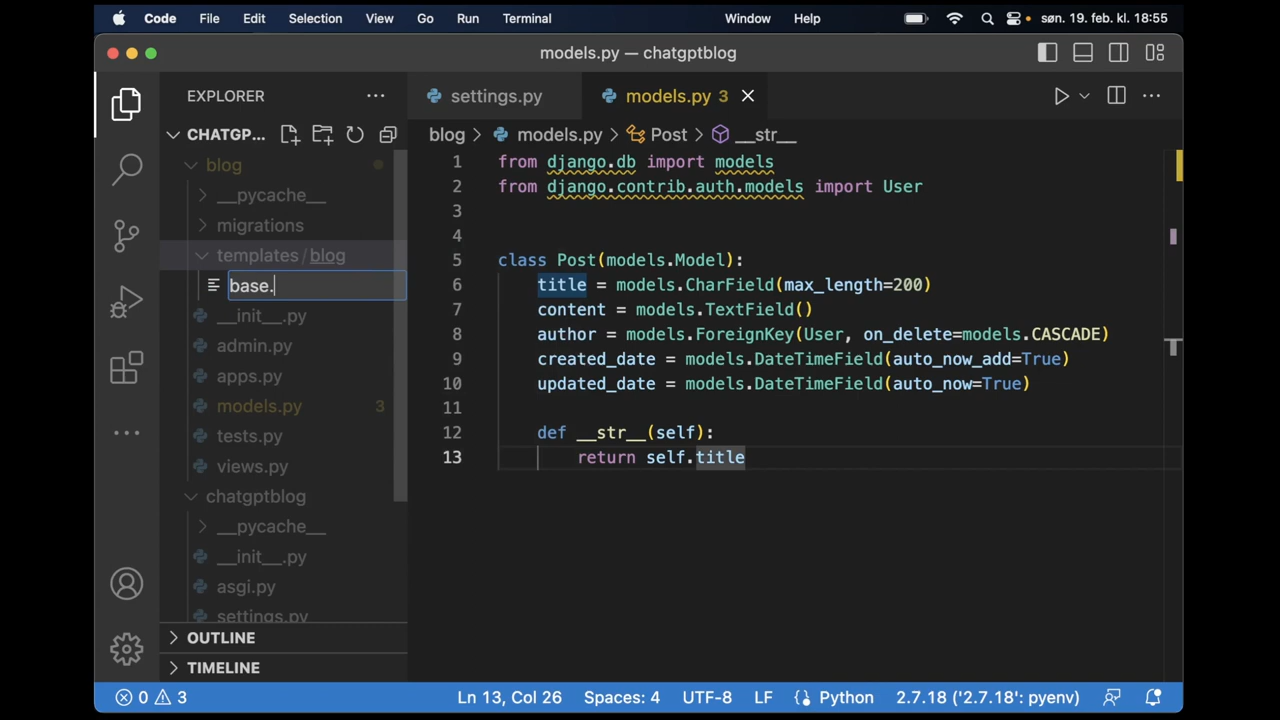 Code File Edit Selection View Go Run Terminal Window Help søn. 19. feb. kl. 18:55
models.py — chatgptblog
EXPLORER
settings.py
models.py 3
CHATGP...
blog > models.py > Post > __str__
blog
__pycache__
migrations
templates / blog
base.
__init__.py
admin.py
apps.py
models.py 3
tests.py
views.py
chatgptblog
__pycache__
__init__.py
asgi.py
settings.py
OUTLINE
TIMELINE
1 from django.db import models
2 from django.contrib.auth.models import User
3
4
5 class Post(models.Model):
6 title = models.CharField(max_length=200)
7 content = models.TextField()
8 author = models.ForeignKey(User, on_delete=models.CASCADE)
9 created_date = models.DateTimeField(auto_now_add=True)
10 updated_date = models.DateTimeField(auto_now=True)
11
12 def __str__(self):
13 return self.title
0 3 Ln 13, Col 26 Spaces: 4 UTF-8 LF Python 2.7.18 ('2.7.18': pyenv)